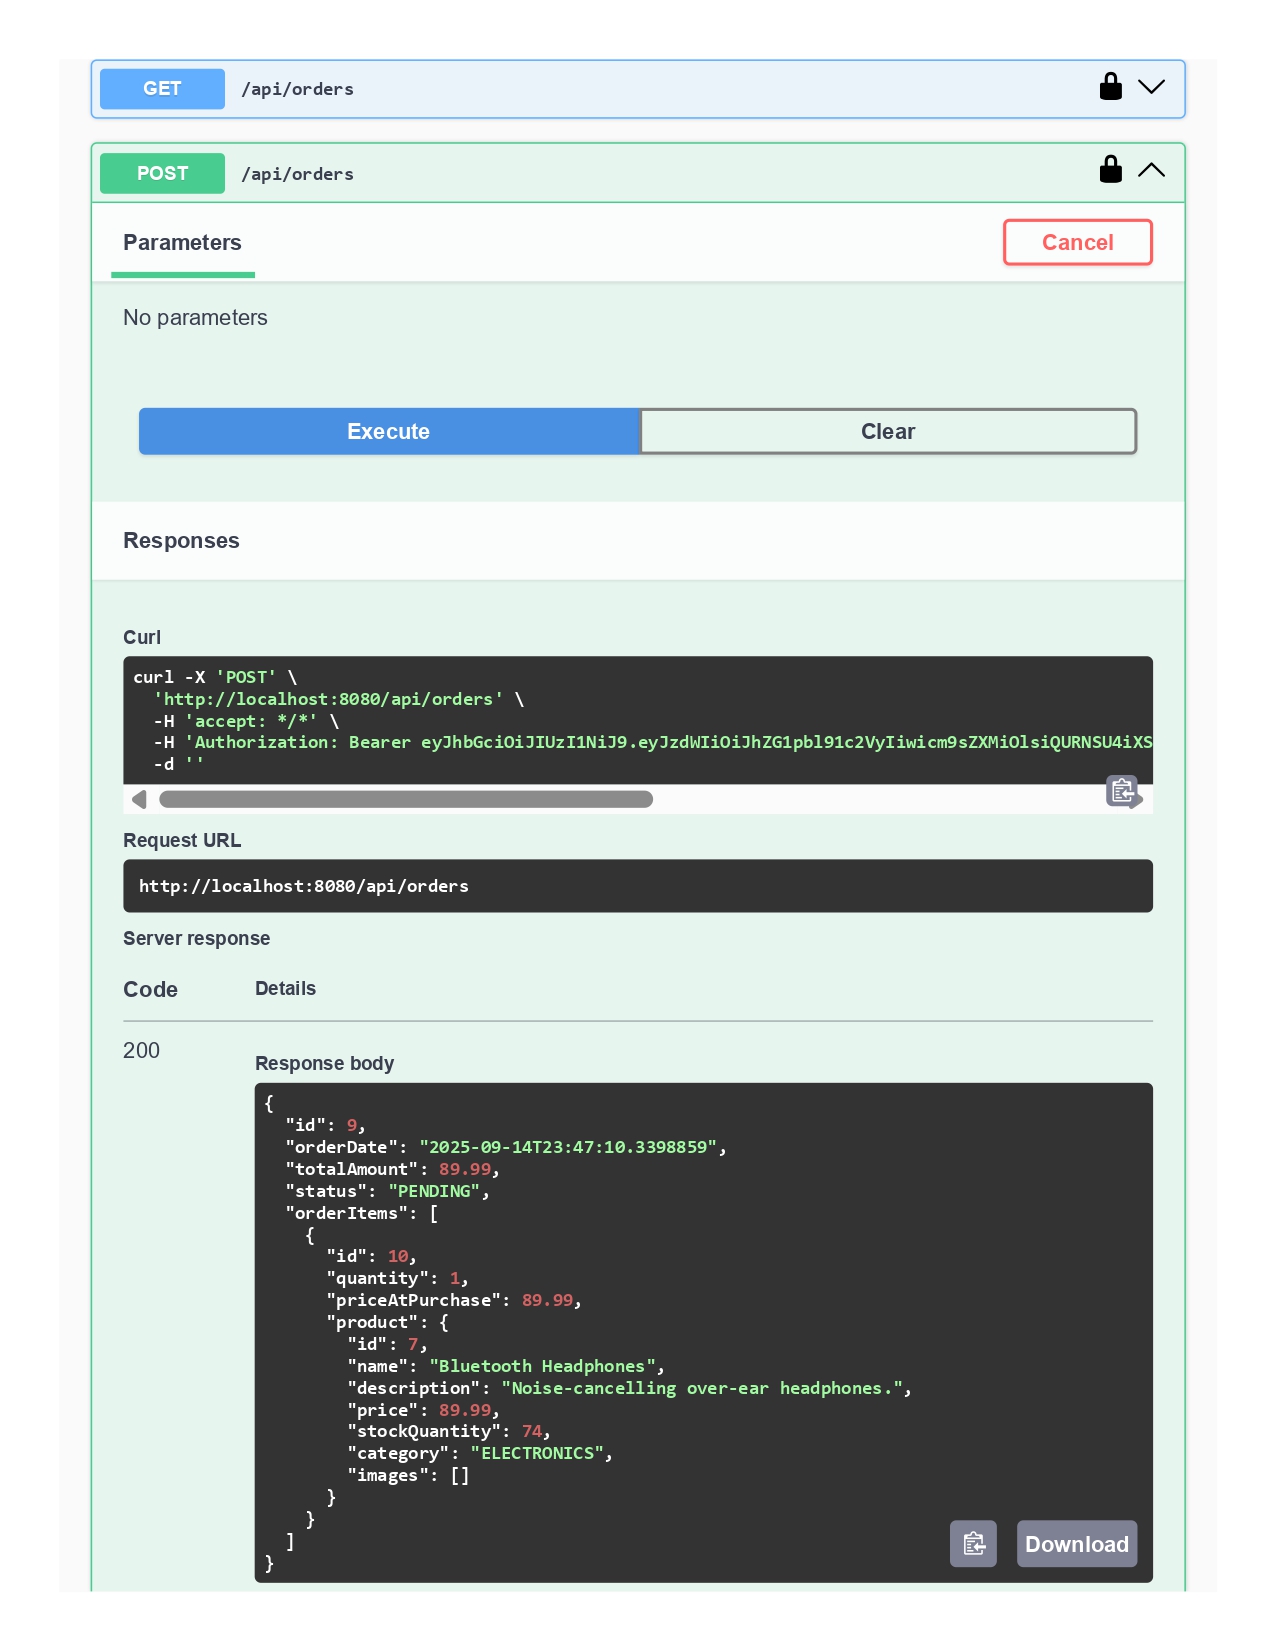 GET /api/orders
POST /api/orders
Parameters Cancel
No parameters
Execute Clear
Responses
Curl
curl -X 'POST' \
  'http://localhost:8080/api/orders' \
  -H 'accept: */*' \
  -H 'Authorization: Bearer eyJhbGciOiJIUzI1NiJ9.eyJzdWIiOiJhZG1pbl91c2VyIiwicm9sZXMiOlsiQURNSU4iXS
  -d ''
Request URL
http://localhost:8080/api/orders
Server response
Code Details
200
Response body
{
  "id": 9,
  "orderDate": "2025-09-14T23:47:10.3398859",
  "totalAmount": 89.99,
  "status": "PENDING",
  "orderItems": [
    {
      "id": 10,
      "quantity": 1,
      "priceAtPurchase": 89.99,
      "product": {
        "id": 7,
        "name": "Bluetooth Headphones",
        "description": "Noise-cancelling over-ear headphones.",
        "price": 89.99,
        "stockQuantity": 74,
        "category": "ELECTRONICS",
        "images": []
      }
    }
  ]
}
Download